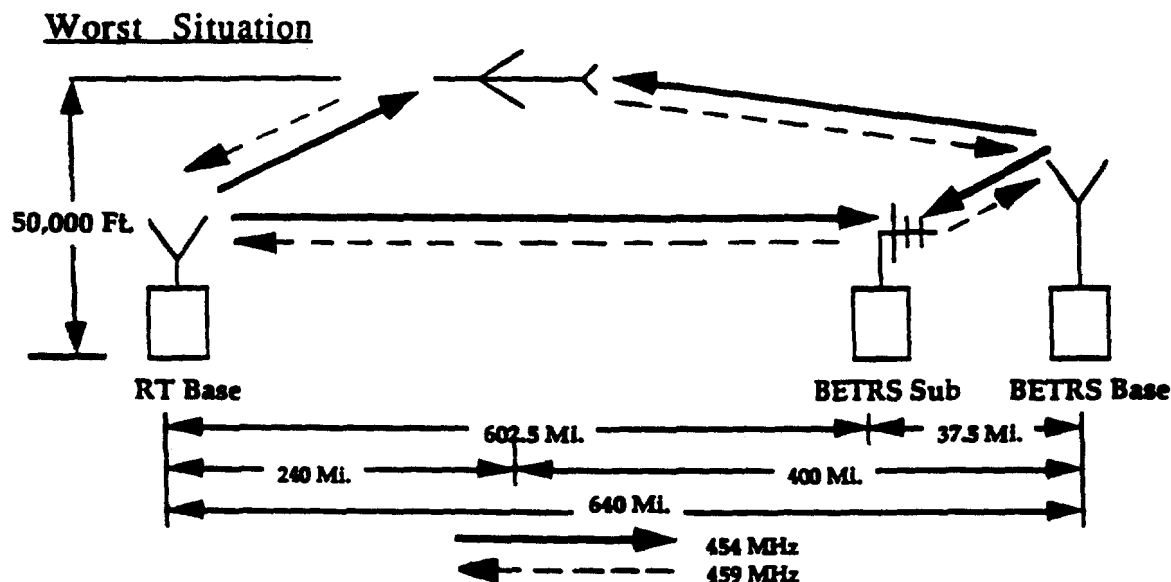 Worst Situation
50,000 Ft.
RT Base
BETRS Sub
BETRS Base
602.5 Mi.
37.5 Mi.
240 Mi.
400 Mi.
640 Mi.
454 MHz
459 MHz